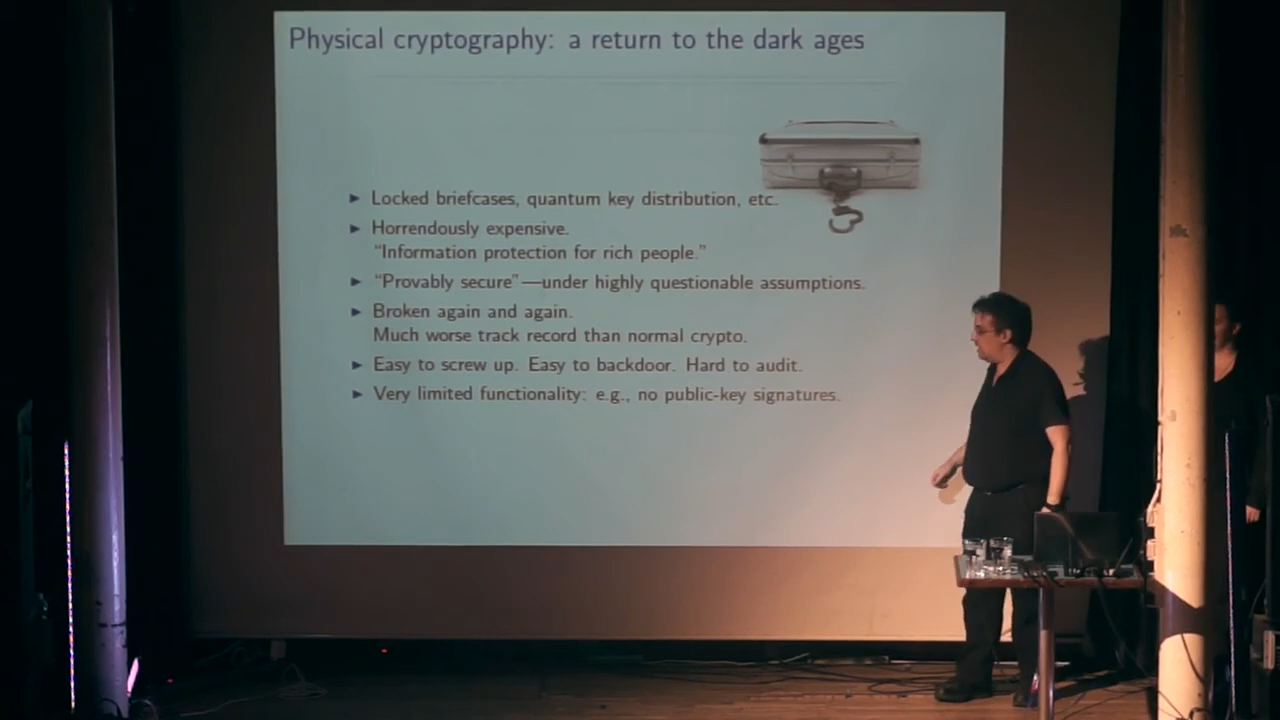 Physical cryptography: a return to the dark ages
► Locked briefcases, quantum key distribution, etc.
► Horrendously expensive.
"Information protection for rich people."
► "Provably secure"—under highly questionable assumptions.
► Broken again and again.
Much worse track record than normal crypto.
► Easy to screw up. Easy to backdoor. Hard to audit.
► Very limited functionality: e.g., no public-key signatures.